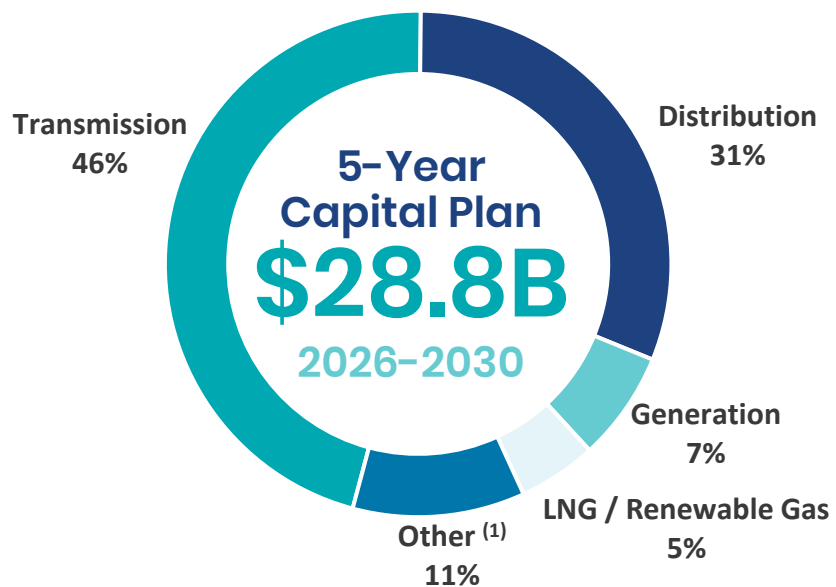 Transmission
46%
Distribution
31%
5-Year
Capital Plan
$28.8B
2026-2030
Generation
7%
LNG / Renewable Gas
5%
Other (1)
11%